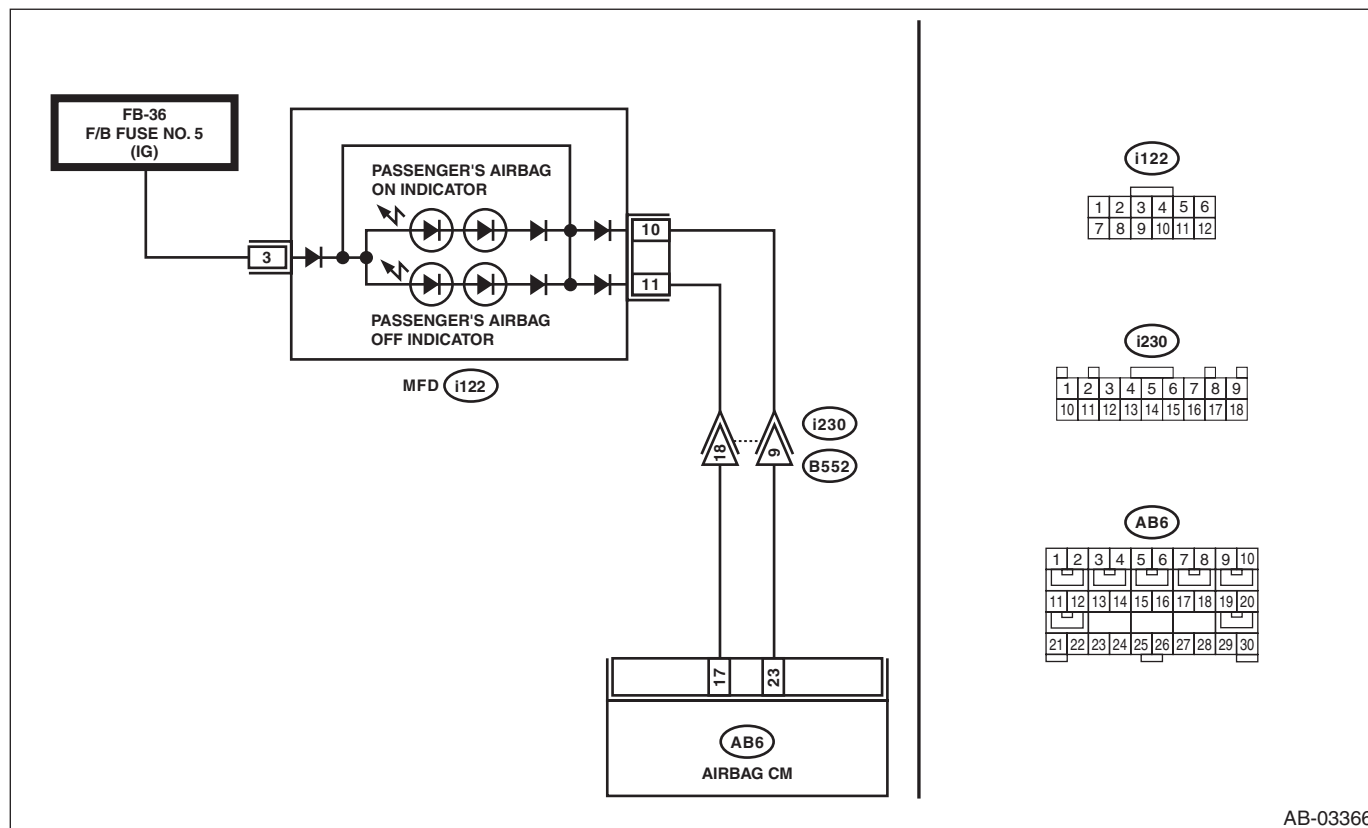 FB-36
F/B FUSE NO. 5
(IG)
PASSENGER'S AIRBAG
ON INDICATOR
3
10
11
PASSENGER'S AIRBAG
OFF INDICATOR
MFD i122
18
9
i230
B552
17
23
AB6
AIRBAG CM
i122
1 2 3 4 5 6
7 8 9 10 11 12
i230
1 2 3 4 5 6 7 8 9
10 11 12 13 14 15 16 17 18
AB6
1 2 3 4 5 6 7 8 9 10
11 12 13 14 15 16 17 18 19 20
21 22 23 24 25 26 27 28 29 30
AB-03366